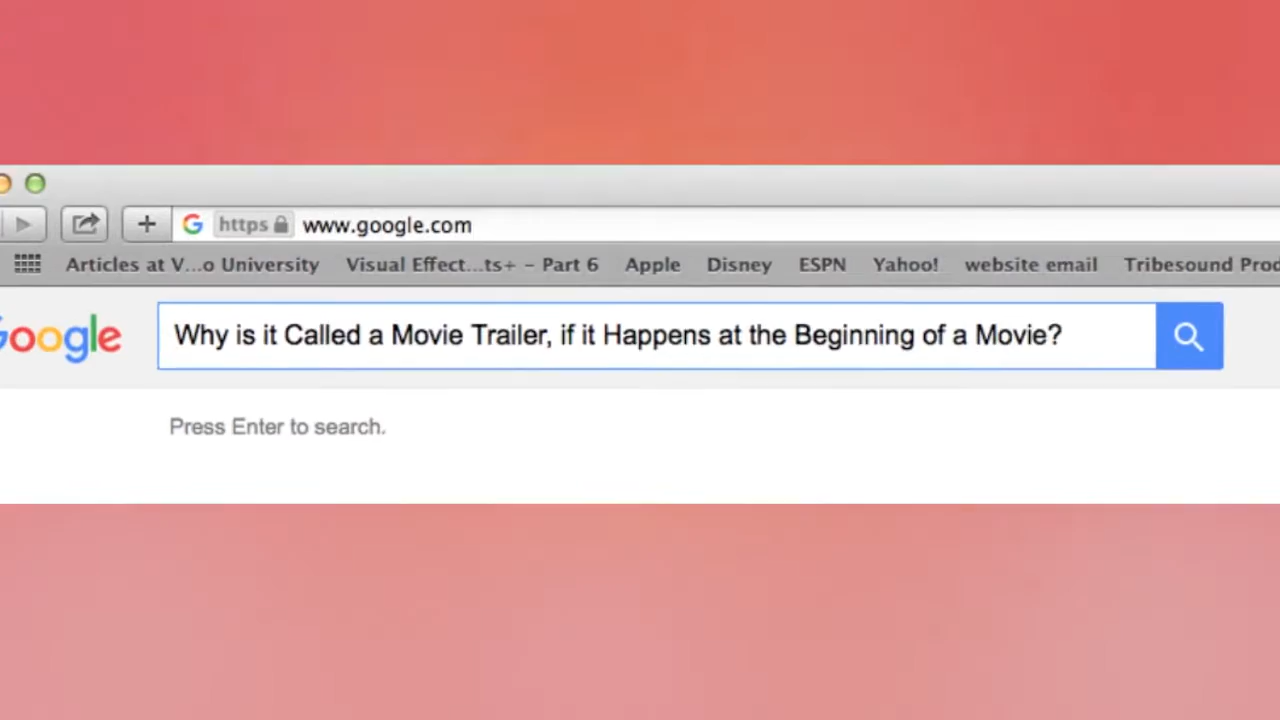 https www.google.com
Articles at V...o University Visual Effect...ts+ – Part 6 Apple Disney ESPN Yahoo! website email Tribesound Prod
Google Why is it Called a Movie Trailer, if it Happens at the Beginning of a Movie?
Press Enter to search.